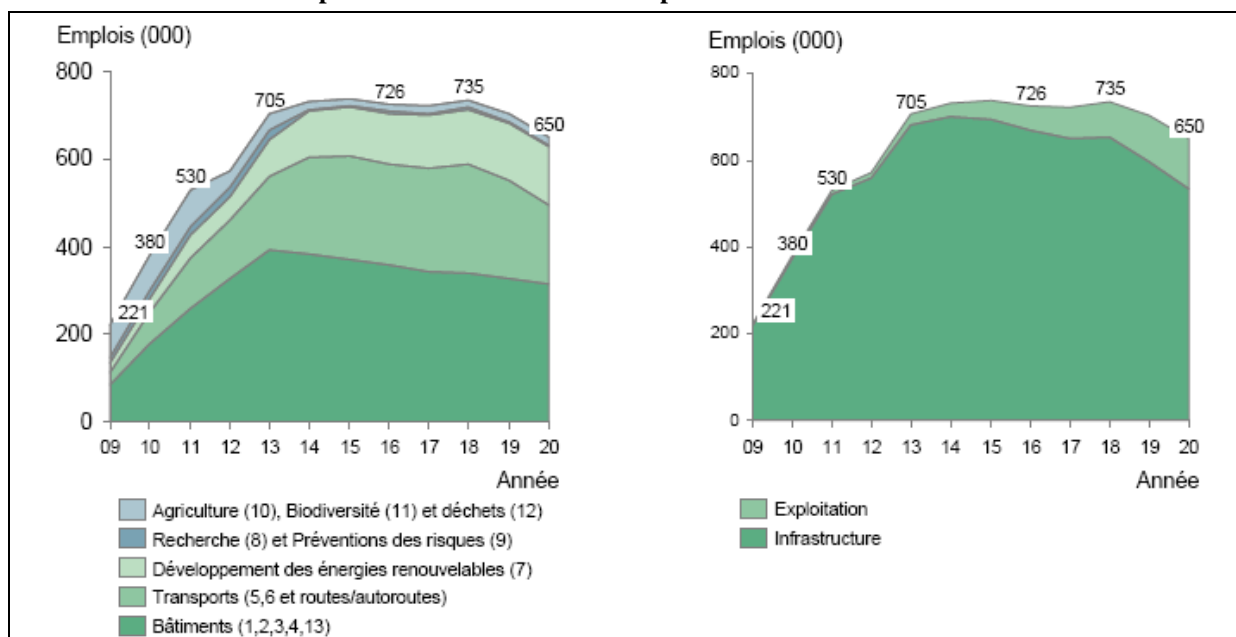 Emplois (000)
800
600
400
200
0
221
380
530
705
726
735
650
09 10 11 12 13 14 15 16 17 18 19 20
Année
Agriculture (10), Biodiversité (11) et déchets (12)
Recherche (8) et Préventions des risques (9)
Développement des énergies renouvelables (7)
Transports (5,6 et routes/autoroutes)
Bâtiments (1,2,3,4,13)
Emplois (000)
800
600
400
200
0
221
380
530
705
726
735
650
09 10 11 12 13 14 15 16 17 18 19 20
Année
Exploitation
Infrastructure